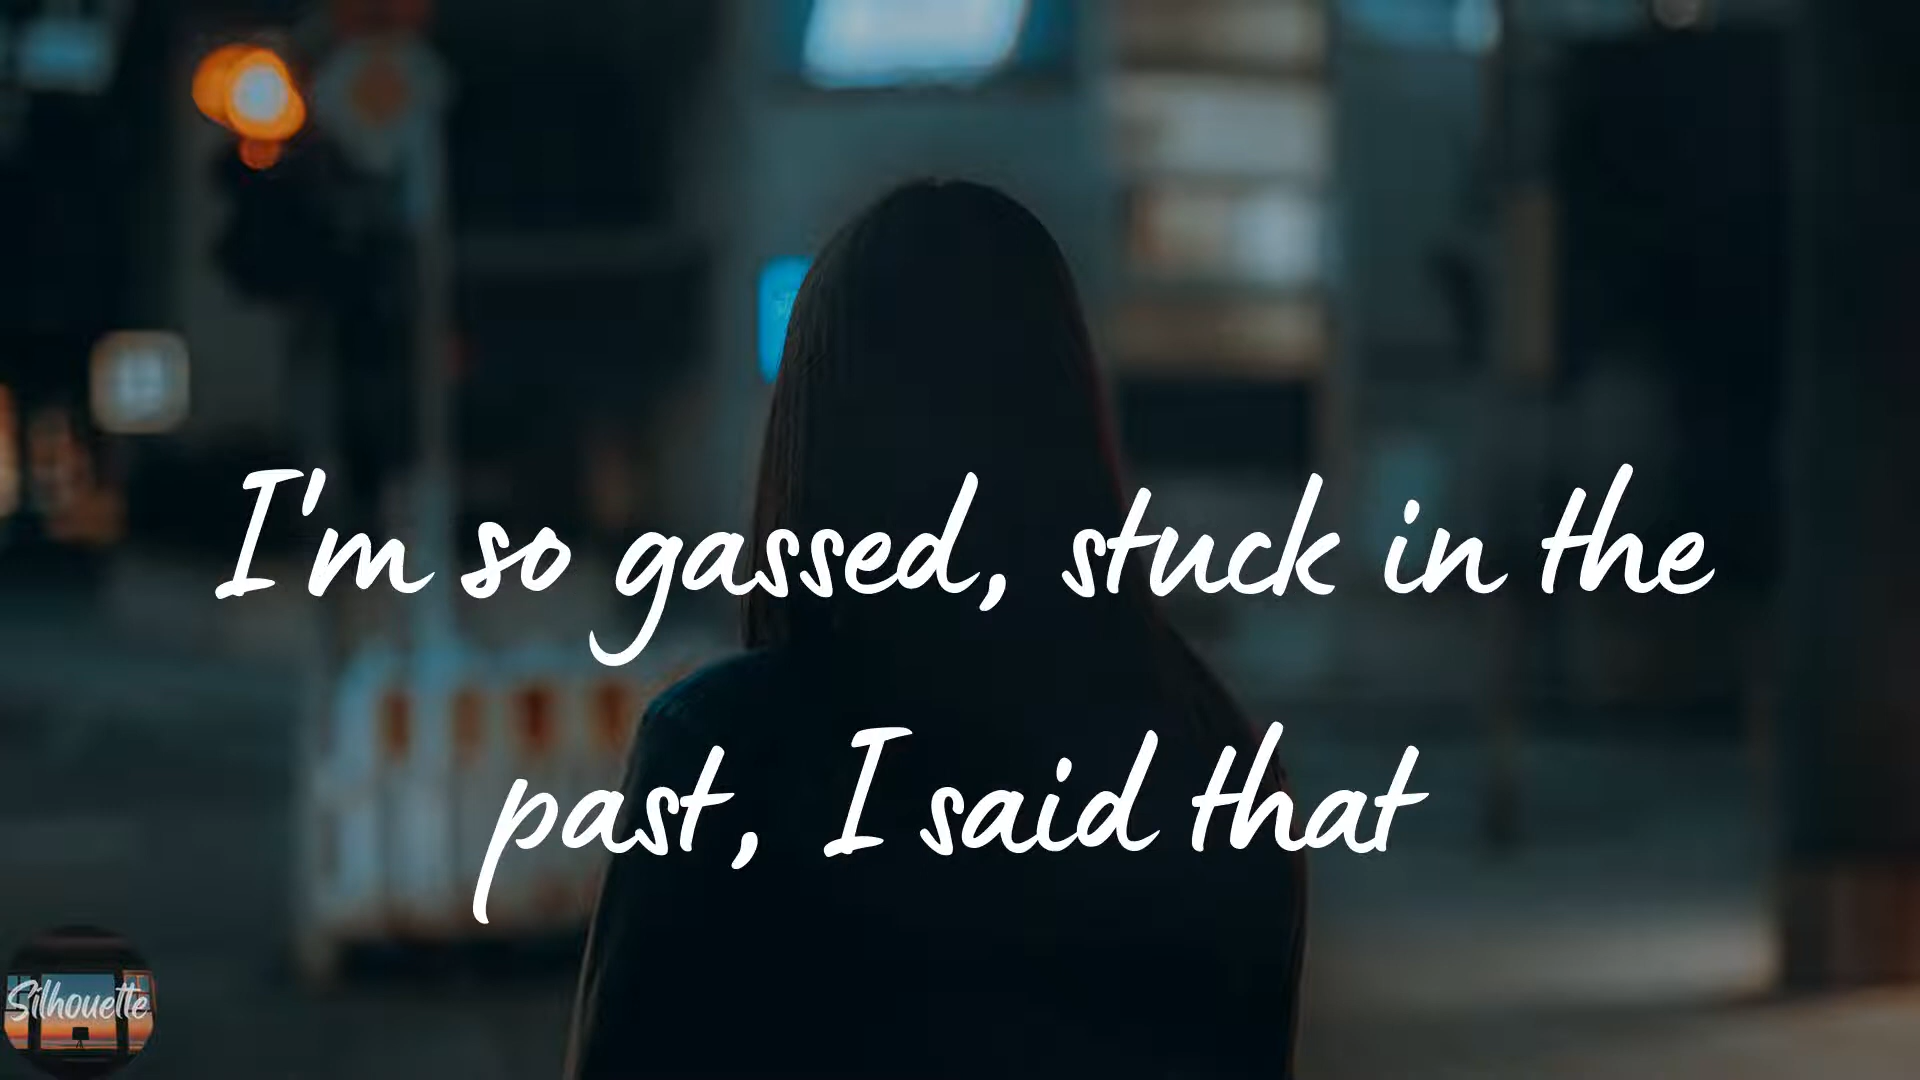 I'm so gassed, stuck in the
past, I said that
Silhouette